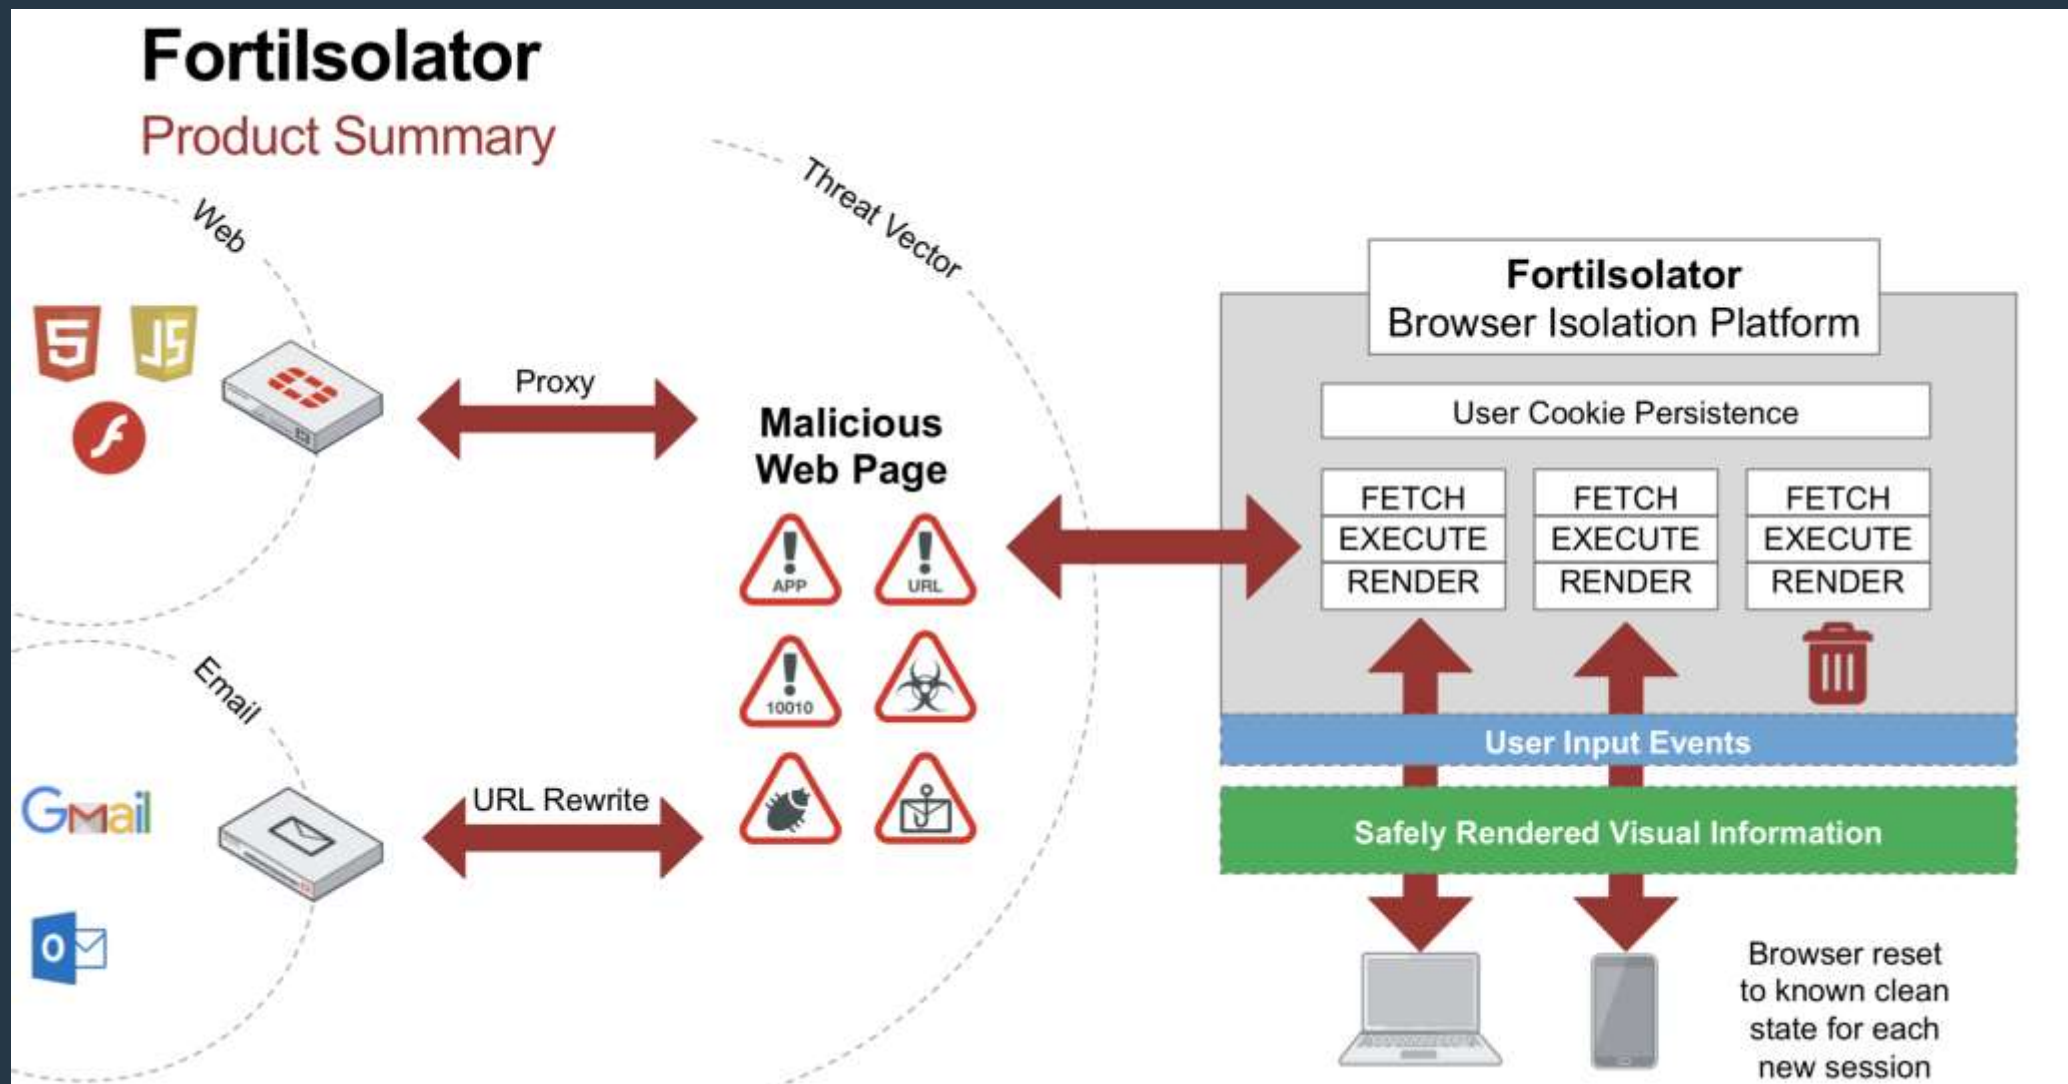 FortiIsolator
Product Summary
Web
Threat Vector
5
JS
Proxy
Malicious
Web Page
APP
URL
10010
Email
Gmail
URL Rewrite
o
FortiIsolator
Browser Isolation Platform
User Cookie Persistence
FETCH
EXECUTE
RENDER
FETCH
EXECUTE
RENDER
FETCH
EXECUTE
RENDER
User Input Events
Safely Rendered Visual Information
Browser reset
to known clean
state for each
new session